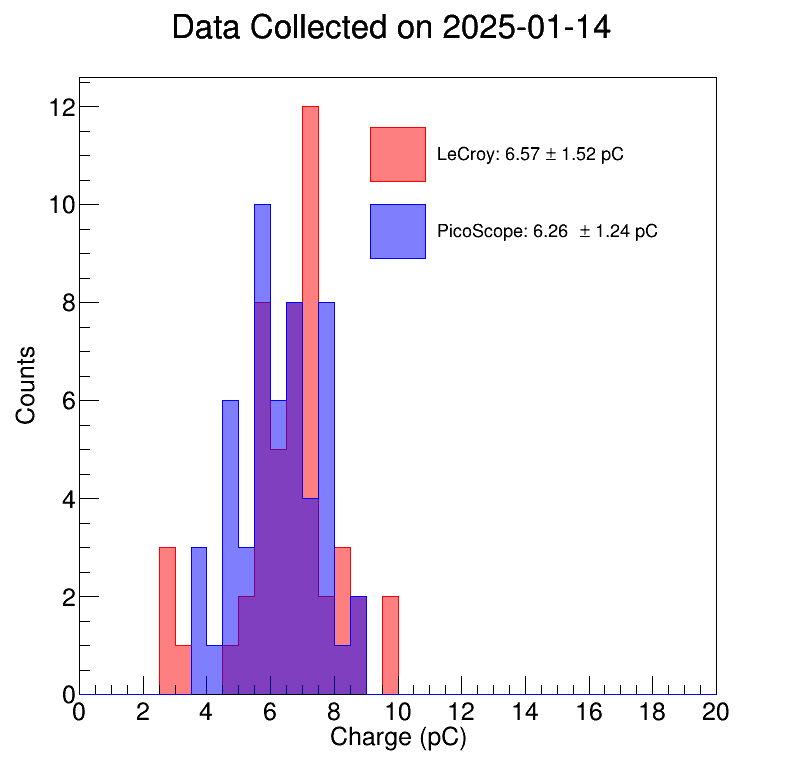 Data Collected on 2025-01-14
12
LeCroy: 6.57 ± 1.52 pC
10
PicoScope: 6.26 ± 1.24 pC
8
6
Counts
4
2
0
0 2 4 6 8 10 12 14 16 18 20
Charge (pC)